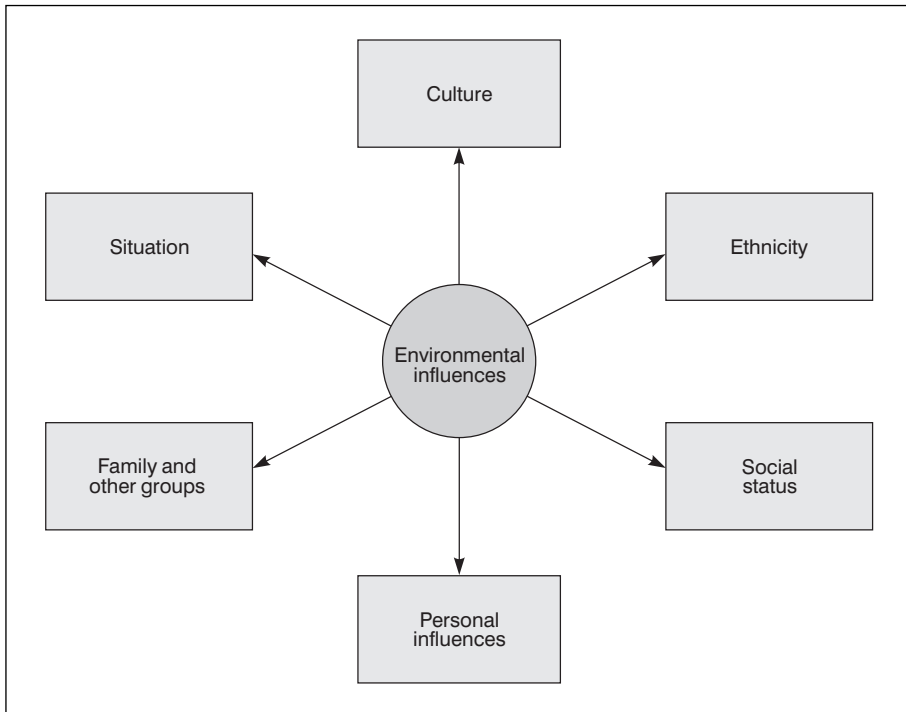 Culture
Situation
Ethnicity
Environmental
influences
Family and
other groups
Social
status
Personal
influences